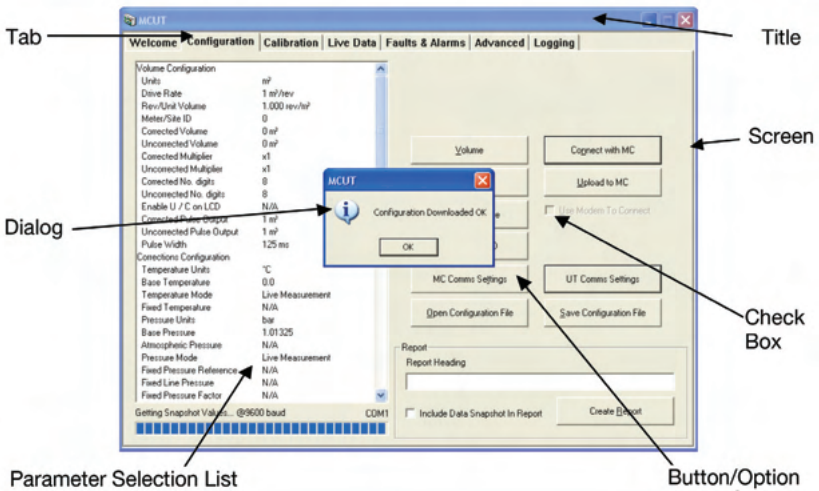 MCUT
Tab
Title
Welcome Configuration Calibration Live Data Faults & Alarms Advanced Logging
Volume Configuration
Units m³
Drive Rate 1 m³/rev
Rev/Unit Volume 1.000 rev/m³
Meter/Site ID 0
Corrected Volume 0 m³
Uncorrected Volume 0 m³
Corrected Multiplier x1
Uncorrected Multiplier x1
Corrected No. digits 8
Uncorrected No. digits 8
Enable U / C on LCD N/A
Corrected Pulse Output 1 m³
Uncorrected Pulse Output 1 m³
Pulse Width 125 ms
Corrections Configuration
Temperature Units °C
Base Temperature 0.0
Temperature Mode Live Measurement
Fixed Temperature N/A
Pressure Units bar
Base Pressure 1.01325
Atmospheric Pressure N/A
Pressure Mode Live Measurement
Fixed Pressure Reference N/A
Fixed Line Pressure N/A
Fixed Pressure Factor N/A
Getting Snapshot Values... @9600 baud COM1
Volume
Connect with MC
Screen
Upload to MC
Use Modem To Connect
MCUT
Configuration Downloaded OK
OK
Dialog
MC Comms Settings
UT Comms Settings
Open Configuration File
Save Configuration File
Check
Box
Report
Report Heading
Include Data Snapshot In Report
Create Report
Parameter Selection List
Button/Option